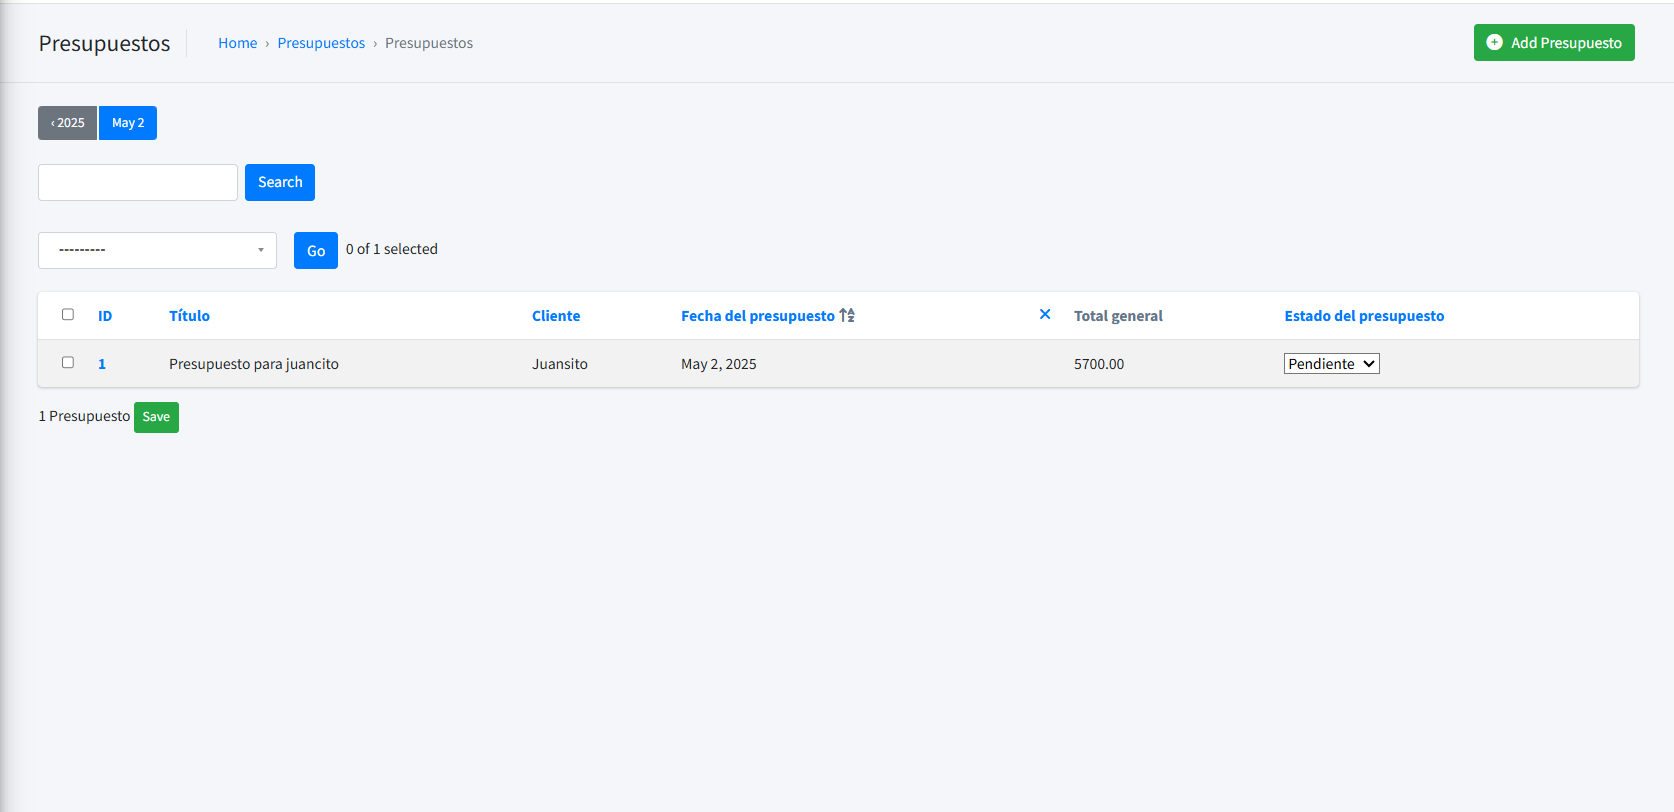 Presupuestos
Home › Presupuestos › Presupuestos
Add Presupuesto
‹ 2025
May 2
Search
---------
Go
0 of 1 selected
ID Título Cliente Fecha del presupuesto Total general Estado del presupuesto
1 Presupuesto para juancito Juansito May 2, 2025 5700.00 Pendiente
1 Presupuesto Save